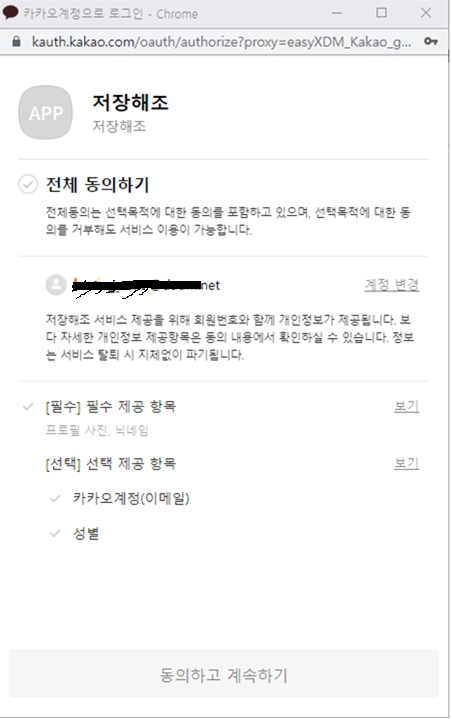 카카오계정으로 로그인 - Chrome
kauth.kakao.com/oauth/authorize?proxy=easyXDM_Kakao_g...
APP
저장해조
저장해조
전체 동의하기
전체동의는 선택목적에 대한 동의를 포함하고 있으며, 선택목적에 대한 동
의를 거부해도 서비스 이용이 가능합니다.
net 계정 변경
저장해조 서비스 제공을 위해 회원번호와 함께 개인정보가 제공됩니다. 보
다 자세한 개인정보 제공항목은 동의 내용에서 확인하실 수 있습니다. 정보
는 서비스 탈퇴 시 지체없이 파기됩니다.
[필수] 필수 제공 항목 보기
프로필 사진, 닉네임
[선택] 선택 제공 항목 보기
카카오계정(이메일)
성별
동의하고 계속하기